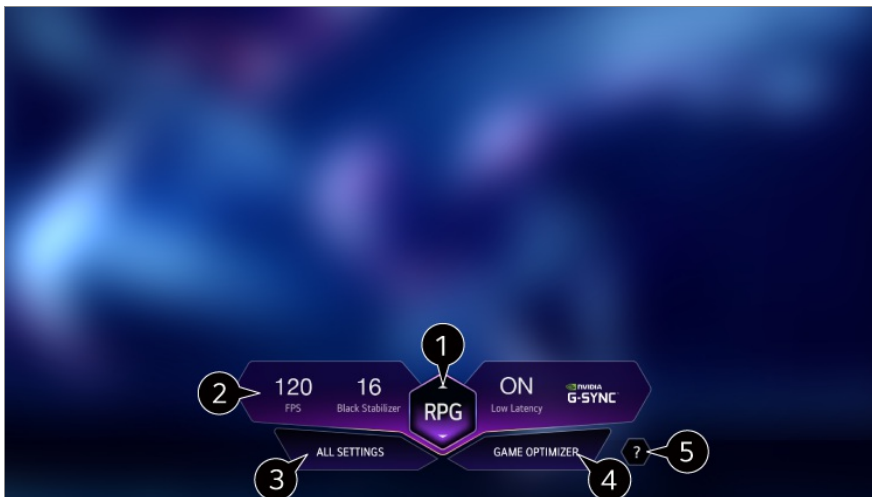 1
2
120
FPS
16
Black Stabilizer
RPG
ON
Low Latency
NVIDIA
G-SYNC
3
ALL SETTINGS
GAME OPTIMIZER
4
?
5